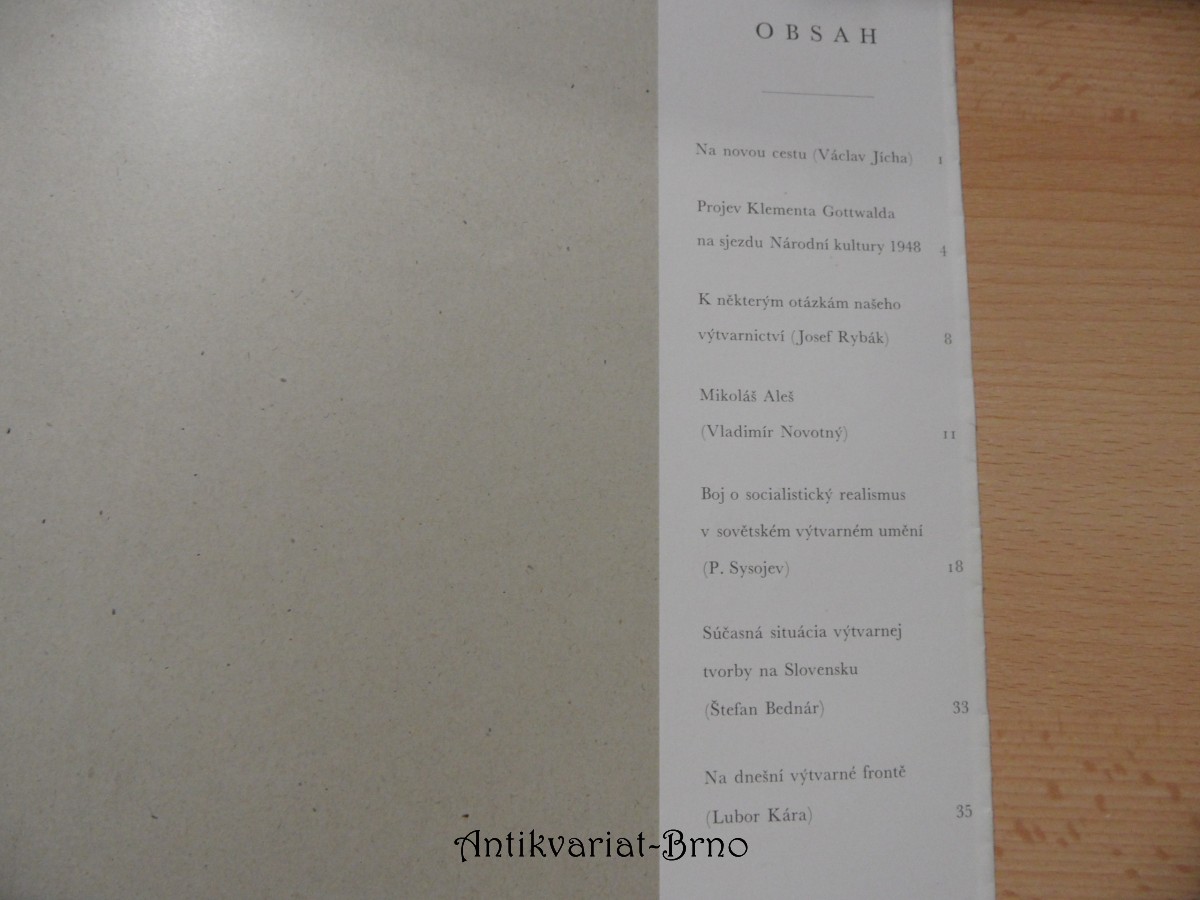 OBSAH
Na novou cestu (Václav Jícha) 1
Projev Klementa Gottwalda
na sjezdu Národní kultury 1948 4
K některým otázkám našeho
výtvarnictví (Josef Rybák) 8
Mikoláš Aleš
(Vladimír Novotný) 11
Boj o socialistický realismus
v sovětském výtvarném umění
(P. Sysojev) 18
Súčasná situácia výtvarnej
tvorby na Slovensku
(Štefan Bednár) 33
Na dnešní výtvarné frontě
(Lubor Kára) 35
Antikvariat-Brno